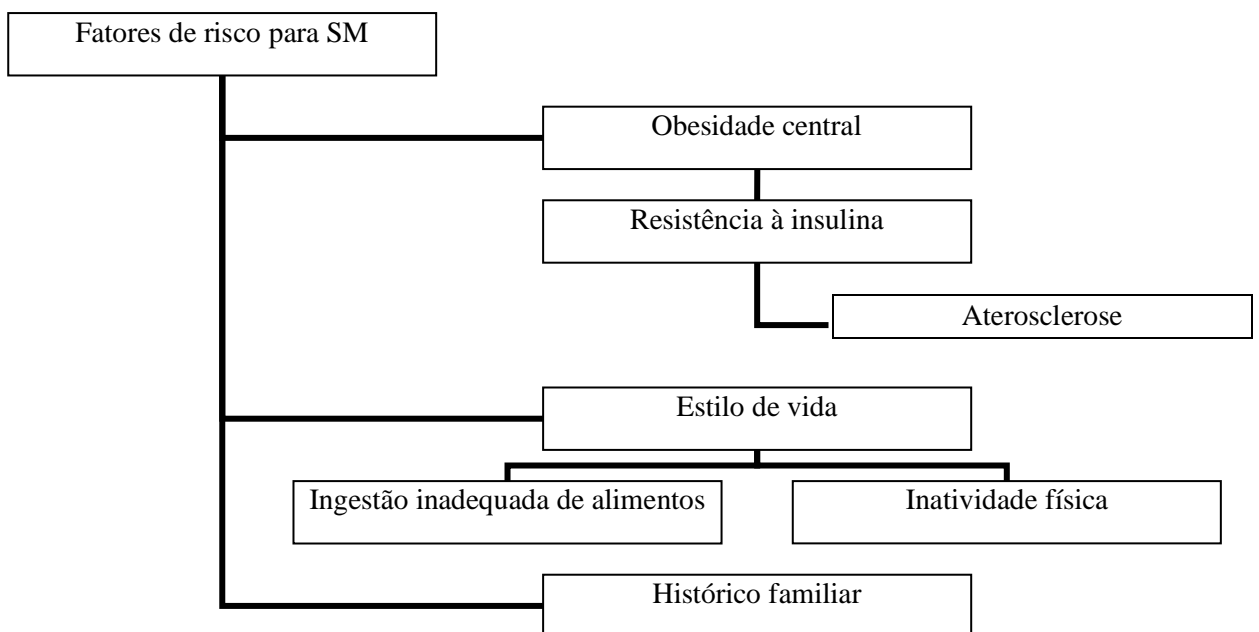 Fatores de risco para SM
Obesidade central
Resistência à insulina
Aterosclerose
Estilo de vida
Ingestão inadequada de alimentos
Inatividade física
Histórico familiar